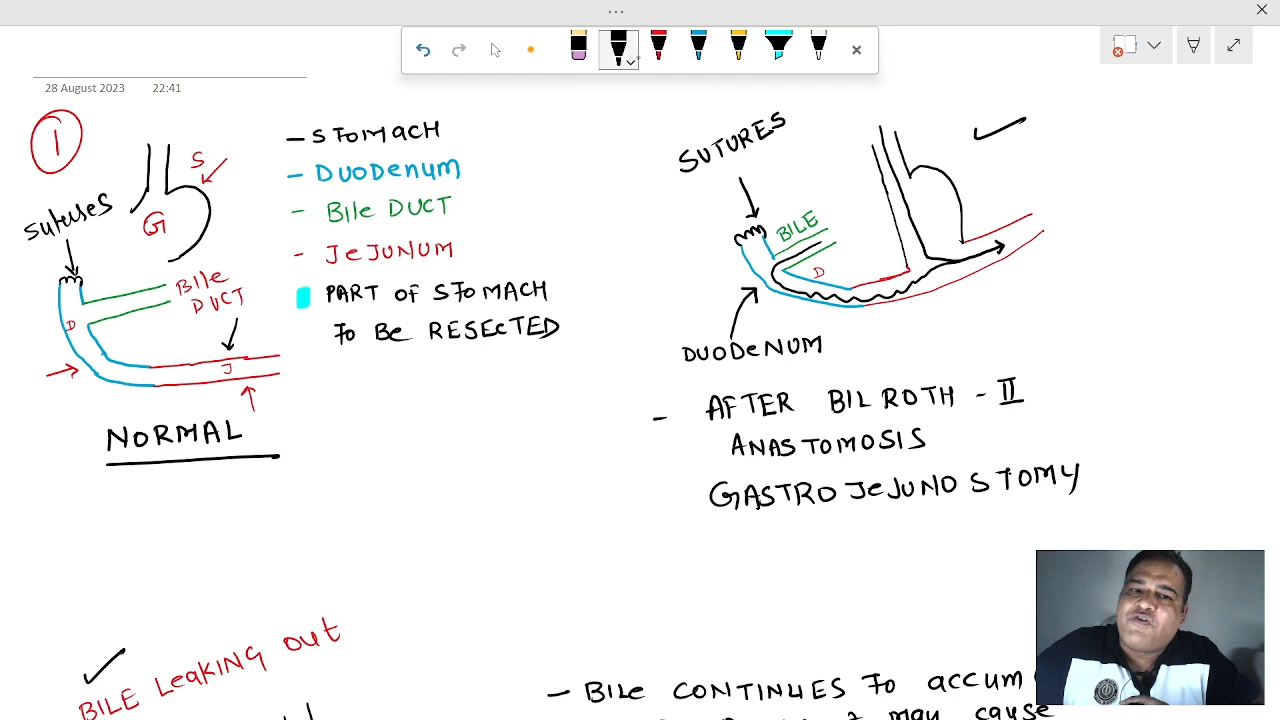 28 August 2023 22:41
1
S
G
Sutuses
Bile
DUCT
D
J
NORMAL
- STOMACH
- DUODENUM
- Bile DUCT
- JeJUNUM
PART OF STOMACH
TO Be RESECTED
SUTURES
BILE
D
DUODeNUM
- AFTER BILROTH - II
ANASTOMOSIS
GASTROJeJUNOSTOMY
BILE LeaKING OUT
- BILe CONTINUES TO accum
may cause